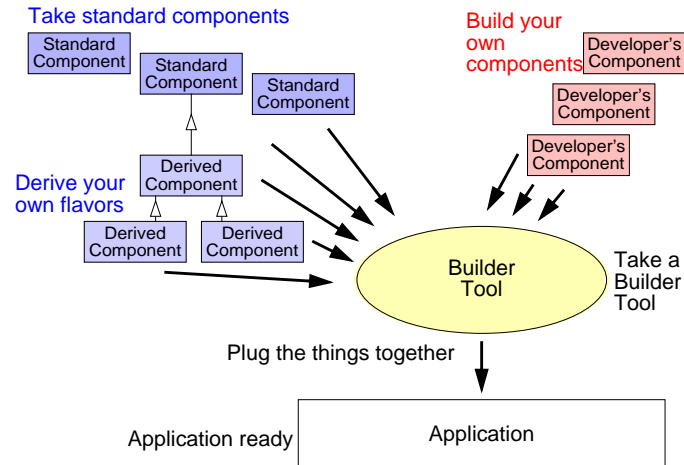 Take standard components
Standard
Component
Standard
Component
Standard
Component
Build your
own
components
Developer's
Component
Developer's
Component
Developer's
Component
Derive your
own flavors
Derived
Component
Derived
Component
Derived
Component
Builder
Tool
Take a
Builder
Tool
Plug the things together
Application ready
Application